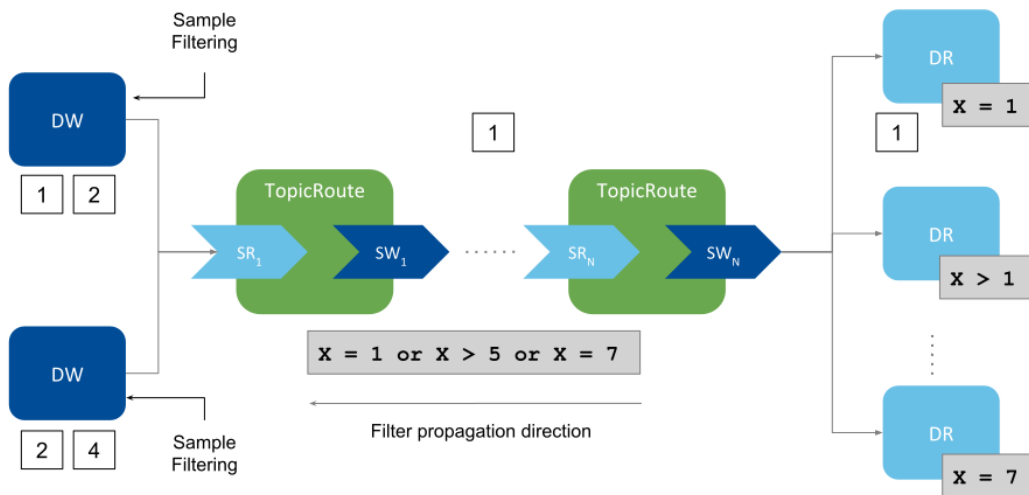 Sample
Filtering
DW
1 2
TopicRoute
SR1
SW1
1
TopicRoute
SRN
SWN
DR
X = 1
1
DR
X > 1
X = 1 or X > 5 or X = 7
Filter propagation direction
DW
2 4
Sample
Filtering
DR
X = 7